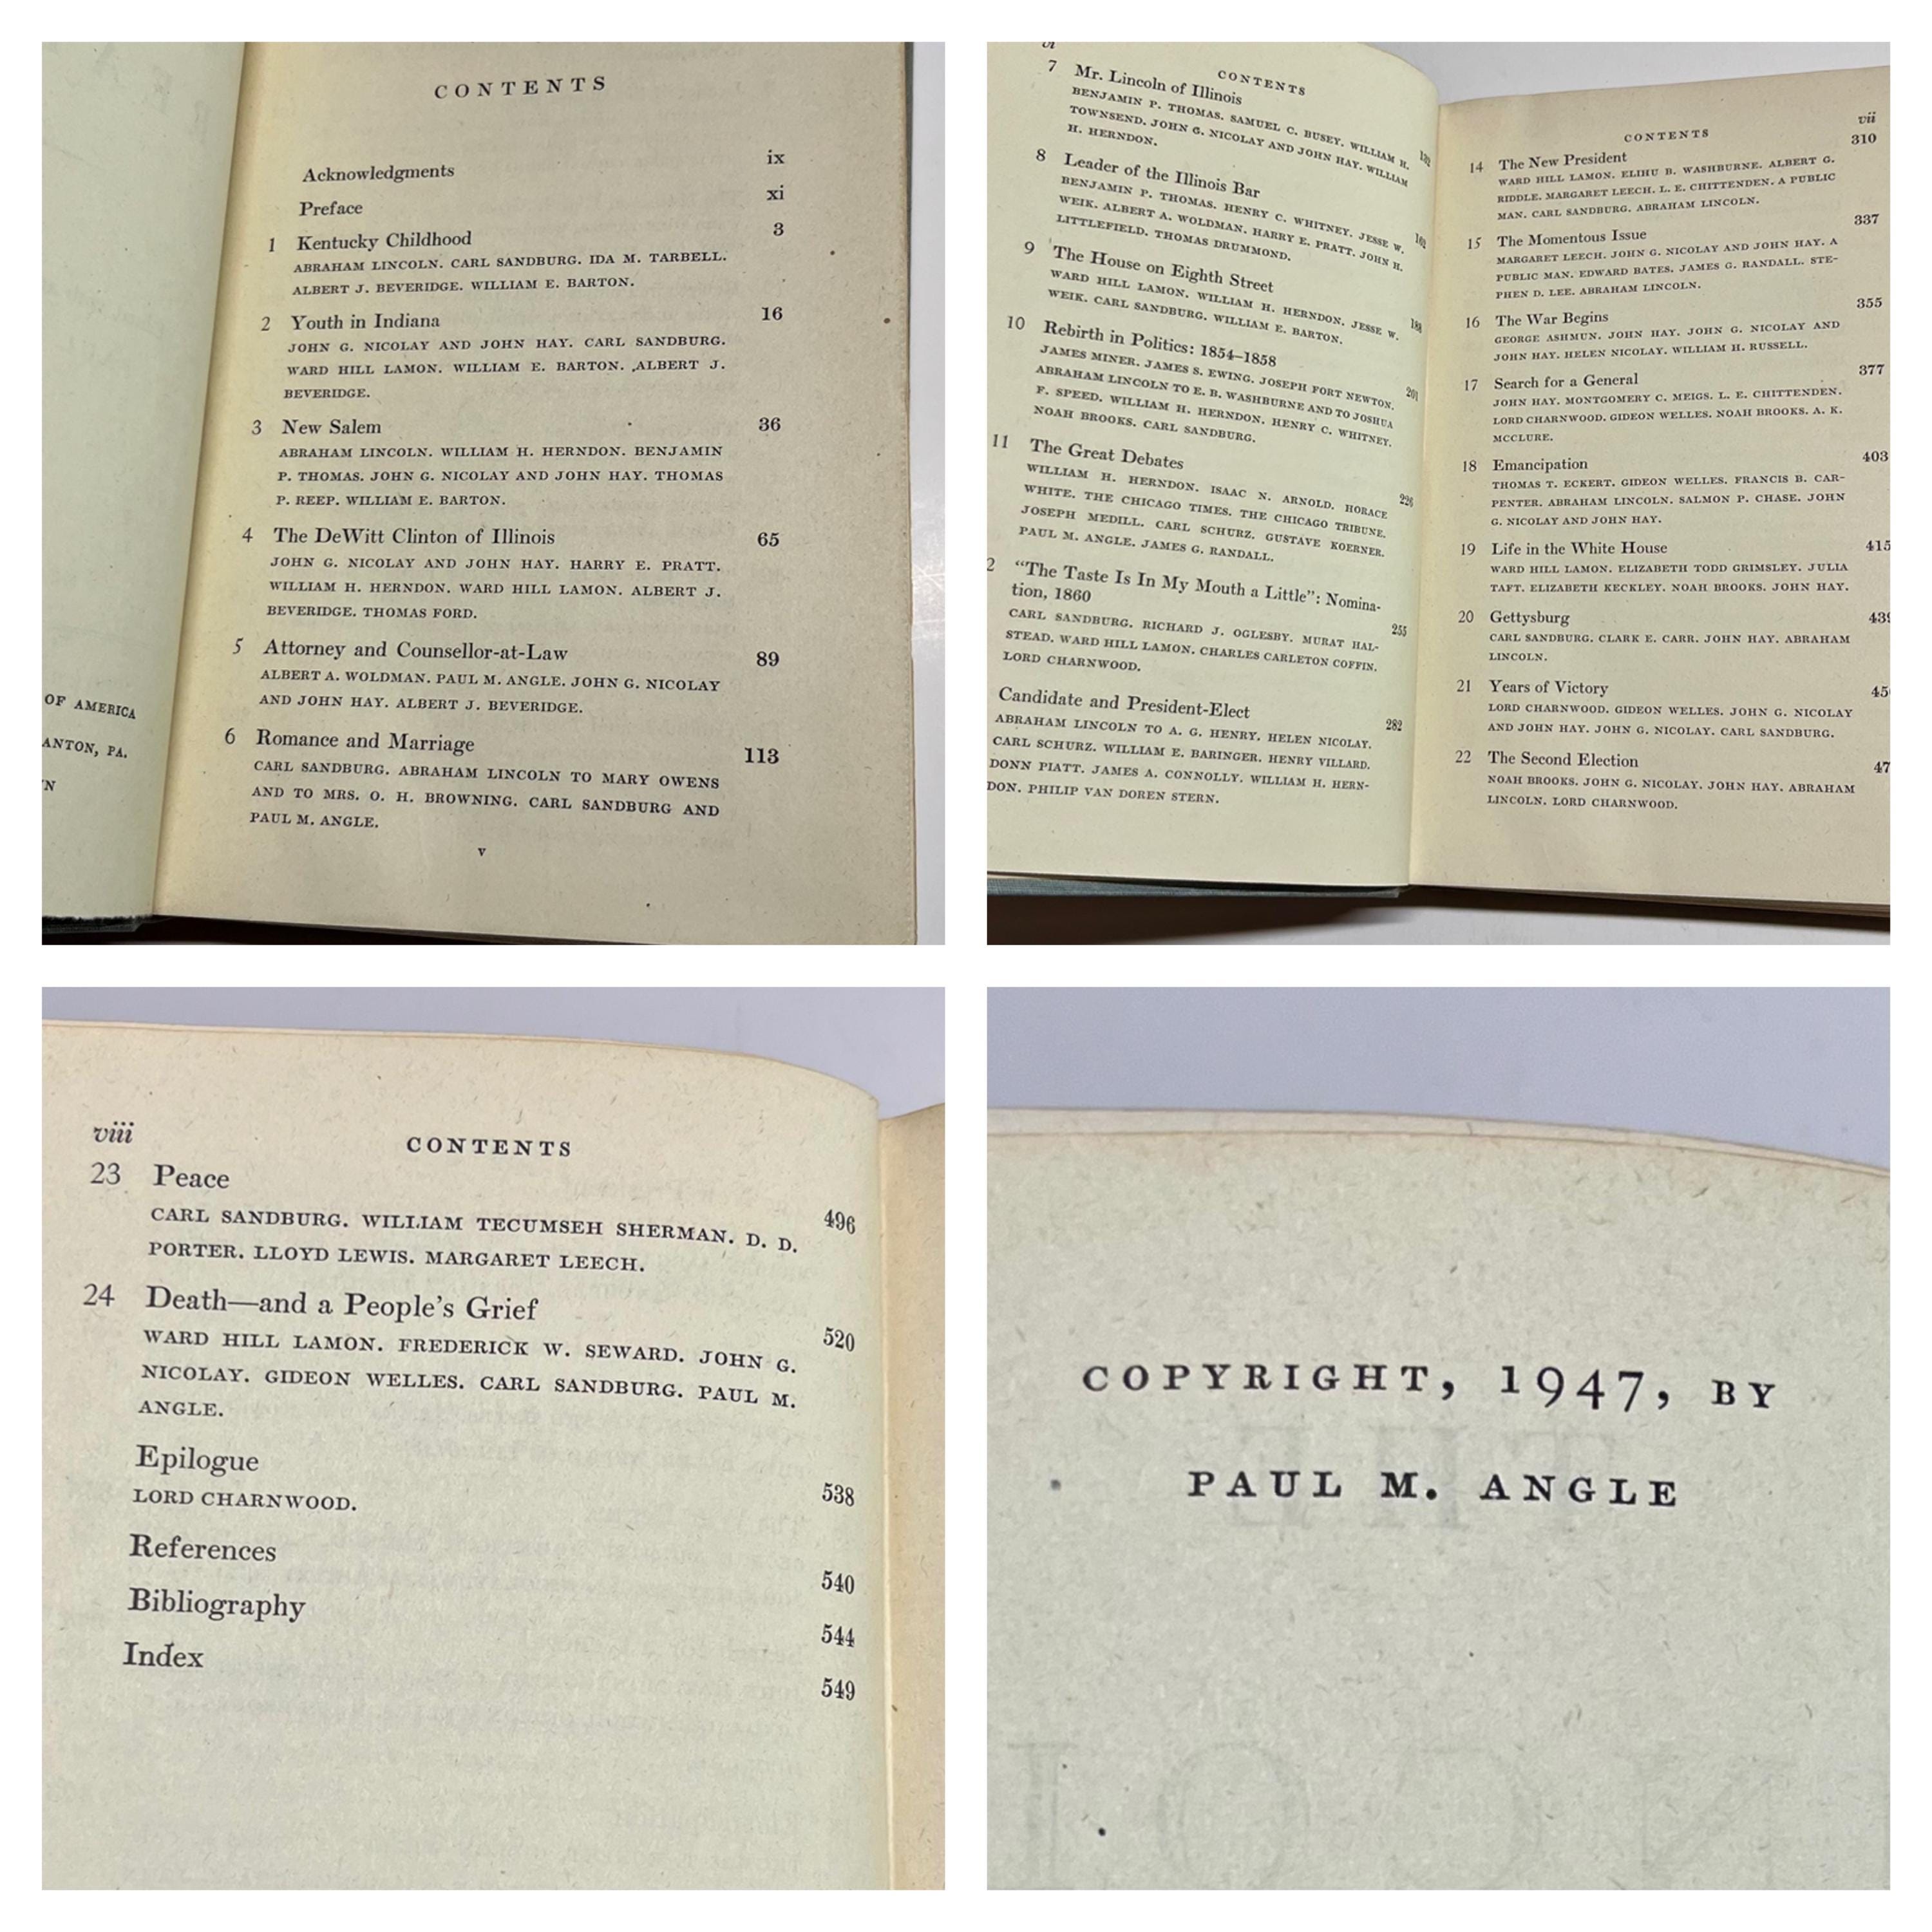 OF AMERICA
ANTON, PA.
N
CONTENTS
Acknowledgments ix
Preface xi
1 Kentucky Childhood 3
ABRAHAM LINCOLN. CARL SANDBURG. IDA M. TARBELL.
ALBERT J. BEVERIDGE. WILLIAM E. BARTON.
2 Youth in Indiana 16
JOHN G. NICOLAY AND JOHN HAY. CARL SANDBURG.
WARD HILL LAMON. WILLIAM E. BARTON. ALBERT J.
BEVERIDGE.
3 New Salem 36
ABRAHAM LINCOLN. WILLIAM H. HERNDON. BENJAMIN
P. THOMAS. JOHN G. NICOLAY AND JOHN HAY. THOMAS
P. REEP. WILLIAM E. BARTON.
4 The DeWitt Clinton of Illinois 65
JOHN G. NICOLAY AND JOHN HAY. HARRY E. PRATT.
WILLIAM H. HERNDON. WARD HILL LAMON. ALBERT J.
BEVERIDGE. THOMAS FORD.
5 Attorney and Counsellor-at-Law 89
ALBERT A. WOLDMAN. PAUL M. ANGLE. JOHN G. NICOLAY
AND JOHN HAY. ALBERT J. BEVERIDGE.
6 Romance and Marriage 113
CARL SANDBURG. ABRAHAM LINCOLN TO MARY OWENS
AND TO MRS. O. H. BROWNING. CARL SANDBURG AND
PAUL M. ANGLE.
v
vi
CONTENTS
7 Mr. Lincoln of Illinois
BENJAMIN P. THOMAS. SAMUEL C. BUSEY. WILLIAM H.
TOWNSEND. JOHN G. NICOLAY AND JOHN HAY. WILLIAM
H. HERNDON.
8 Leader of the Illinois Bar
BENJAMIN P. THOMAS. HENRY C. WHITNEY. JESSE W.
WEIK. ALBERT A. WOLDMAN. HARRY E. PRATT. JOHN H.
LITTLEFIELD. THOMAS DRUMMOND.
9 The House on Eighth Street
WARD HILL LAMON. WILLIAM H. HERNDON. JESSE W.
WEIK. CARL SANDBURG. WILLIAM E. BARTON.
10 Rebirth in Politics: 1854–1858 201
JAMES MINER. JAMES S. EWING. JOSEPH FORT NEWTON.
ABRAHAM LINCOLN TO E. B. WASHBURNE AND TO JOSHUA
F. SPEED. WILLIAM H. HERNDON. HENRY C. WHITNEY.
NOAH BROOKS. CARL SANDBURG.
11 The Great Debates 226
WILLIAM H. HERNDON. ISAAC N. ARNOLD. HORACE
WHITE. THE CHICAGO TIMES. THE CHICAGO TRIBUNE.
JOSEPH MEDILL. CARL SCHURZ. GUSTAVE KOERNER.
PAUL M. ANGLE. JAMES G. RANDALL.
2 “The Taste Is In My Mouth a Little”: Nomina-
tion, 1860 255
CARL SANDBURG. RICHARD J. OGLESBY. MURAT HAL-
STEAD. WARD HILL LAMON. CHARLES CARLETON COFFIN.
LORD CHARNWOOD.
Candidate and President-Elect 282
ABRAHAM LINCOLN TO A. G. HENRY. HELEN NICOLAY.
CARL SCHURZ. WILLIAM E. BARINGER. HENRY VILLARD.
DONN PIATT. JAMES A. CONNOLLY. WILLIAM H. HERN-
DON. PHILIP VAN DOREN STERN.
CONTENTS vii
14 The New President 310
WARD HILL LAMON. ELIHU B. WASHBURNE. ALBERT G.
RIDDLE. MARGARET LEECH. L. E. CHITTENDEN. A PUBLIC
MAN. CARL SANDBURG. ABRAHAM LINCOLN.
15 The Momentous Issue 337
MARGARET LEECH. JOHN G. NICOLAY AND JOHN HAY. A
PUBLIC MAN. EDWARD BATES. JAMES G. RANDALL. STE-
PHEN D. LEE. ABRAHAM LINCOLN.
16 The War Begins 355
GEORGE ASHMUN. JOHN HAY. JOHN G. NICOLAY AND
JOHN HAY. HELEN NICOLAY. WILLIAM H. RUSSELL.
17 Search for a General 377
JOHN HAY. MONTGOMERY C. MEIGS. L. E. CHITTENDEN.
LORD CHARNWOOD. GIDEON WELLES. NOAH BROOKS. A. K.
MCCLURE.
18 Emancipation 403
THOMAS T. ECKERT. GIDEON WELLES. FRANCIS B. CAR-
PENTER. ABRAHAM LINCOLN. SALMON P. CHASE. JOHN
G. NICOLAY AND JOHN HAY.
19 Life in the White House 415
WARD HILL LAMON. ELIZABETH TODD GRIMSLEY. JULIA
TAFT. ELIZABETH KECKLEY. NOAH BROOKS. JOHN HAY.
20 Gettysburg 439
CARL SANDBURG. CLARK E. CARR. JOHN HAY. ABRAHAM
LINCOLN.
21 Years of Victory 45
LORD CHARNWOOD. GIDEON WELLES. JOHN G. NICOLAY
AND JOHN HAY. JOHN G. NICOLAY. CARL SANDBURG.
22 The Second Election 47
NOAH BROOKS. JOHN G. NICOLAY. JOHN HAY. ABRAHAM
LINCOLN. LORD CHARNWOOD.
viii CONTENTS
23 Peace 496
CARL SANDBURG. WILLIAM TECUMSEH SHERMAN. D. D.
PORTER. LLOYD LEWIS. MARGARET LEECH.
24 Death—and a People’s Grief 520
WARD HILL LAMON. FREDERICK W. SEWARD. JOHN G.
NICOLAY. GIDEON WELLES. CARL SANDBURG. PAUL M.
ANGLE.
Epilogue 538
LORD CHARNWOOD.
References 540
Bibliography 544
Index 549
COPYRIGHT, 1947, BY
PAUL M. ANGLE